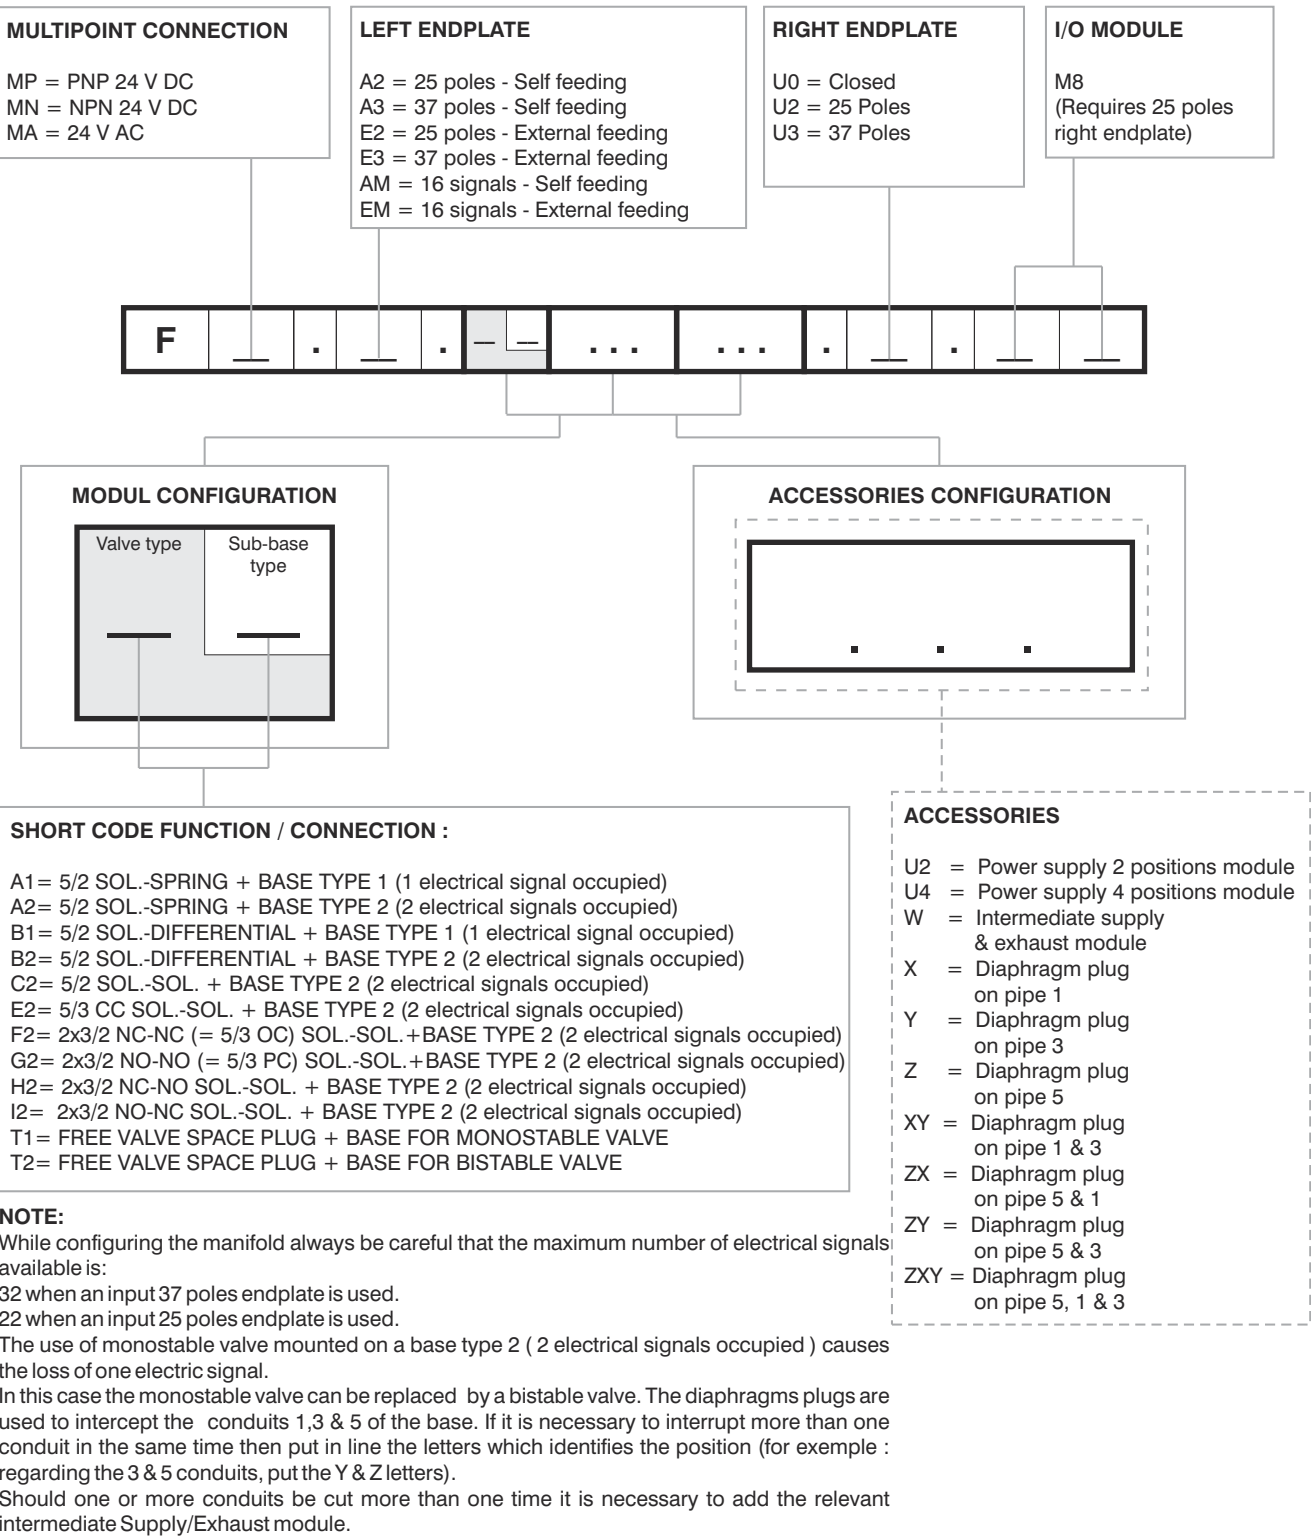 MULTIPOINT CONNECTION
MP = PNP 24 V DC
MN = NPN 24 V DC
MA = 24 V AC
LEFT ENDPLATE
A2 = 25 poles - Self feeding
A3 = 37 poles - Self feeding
E2 = 25 poles - External feeding
E3 = 37 poles - External feeding
AM = 16 signals - Self feeding
EM = 16 signals - External feeding
RIGHT ENDPLATE
U0 = Closed
U2 = 25 Poles
U3 = 37 Poles
I/O MODULE
M8
(Requires 25 poles
right endplate)
F __ . __ . __ __ ... ... . __ . __ __
MODUL CONFIGURATION
Valve type
Sub-base
type
ACCESSORIES CONFIGURATION
. . .
SHORT CODE FUNCTION / CONNECTION :
A1= 5/2 SOL.-SPRING + BASE TYPE 1 (1 electrical signal occupied)
A2= 5/2 SOL.-SPRING + BASE TYPE 2 (2 electrical signals occupied)
B1= 5/2 SOL.-DIFFERENTIAL + BASE TYPE 1 (1 electrical signal occupied)
B2= 5/2 SOL.-DIFFERENTIAL + BASE TYPE 2 (2 electrical signals occupied)
C2= 5/2 SOL.-SOL. + BASE TYPE 2 (2 electrical signals occupied)
E2= 5/3 CC SOL.-SOL. + BASE TYPE 2 (2 electrical signals occupied)
F2= 2x3/2 NC-NC (= 5/3 OC) SOL.-SOL.+BASE TYPE 2 (2 electrical signals occupied)
G2= 2x3/2 NO-NO (= 5/3 PC) SOL.-SOL.+BASE TYPE 2 (2 electrical signals occupied)
H2= 2x3/2 NC-NO SOL.-SOL. + BASE TYPE 2 (2 electrical signals occupied)
I2= 2x3/2 NO-NC SOL.-SOL. + BASE TYPE 2 (2 electrical signals occupied)
T1= FREE VALVE SPACE PLUG + BASE FOR MONOSTABLE VALVE
T2= FREE VALVE SPACE PLUG + BASE FOR BISTABLE VALVE
ACCESSORIES
U2 = Power supply 2 positions module
U4 = Power supply 4 positions module
W = Intermediate supply
& exhaust module
X = Diaphragm plug
on pipe 1
Y = Diaphragm plug
on pipe 3
Z = Diaphragm plug
on pipe 5
XY = Diaphragm plug
on pipe 1 & 3
ZX = Diaphragm plug
on pipe 5 & 1
ZY = Diaphragm plug
on pipe 5 & 3
ZXY = Diaphragm plug
on pipe 5, 1 & 3
NOTE:
While configuring the manifold always be careful that the maximum number of electrical signals
available is:
32 when an input 37 poles endplate is used.
22 when an input 25 poles endplate is used.
The use of monostable valve mounted on a base type 2 ( 2 electrical signals occupied ) causes
the loss of one electric signal.
In this case the monostable valve can be replaced by a bistable valve. The diaphragms plugs are
used to intercept the conduits 1,3 & 5 of the base. If it is necessary to interrupt more than one
conduit in the same time then put in line the letters which identifies the position (for exemple :
regarding the 3 & 5 conduits, put the Y & Z letters).
Should one or more conduits be cut more than one time it is necessary to add the relevant
intermediate Supply/Exhaust module.